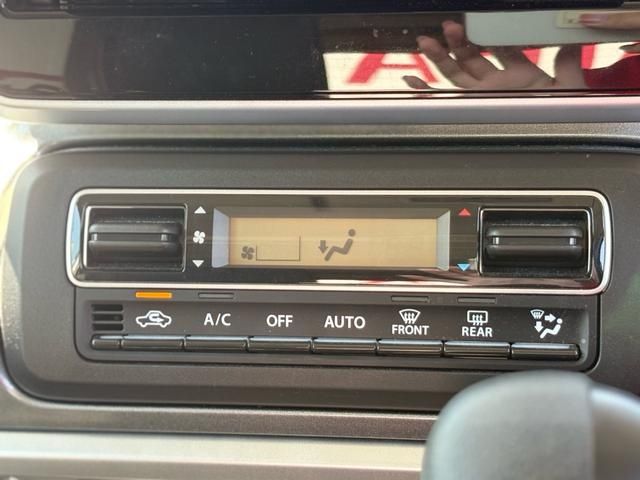 A/C OFF AUTO FRONT REAR